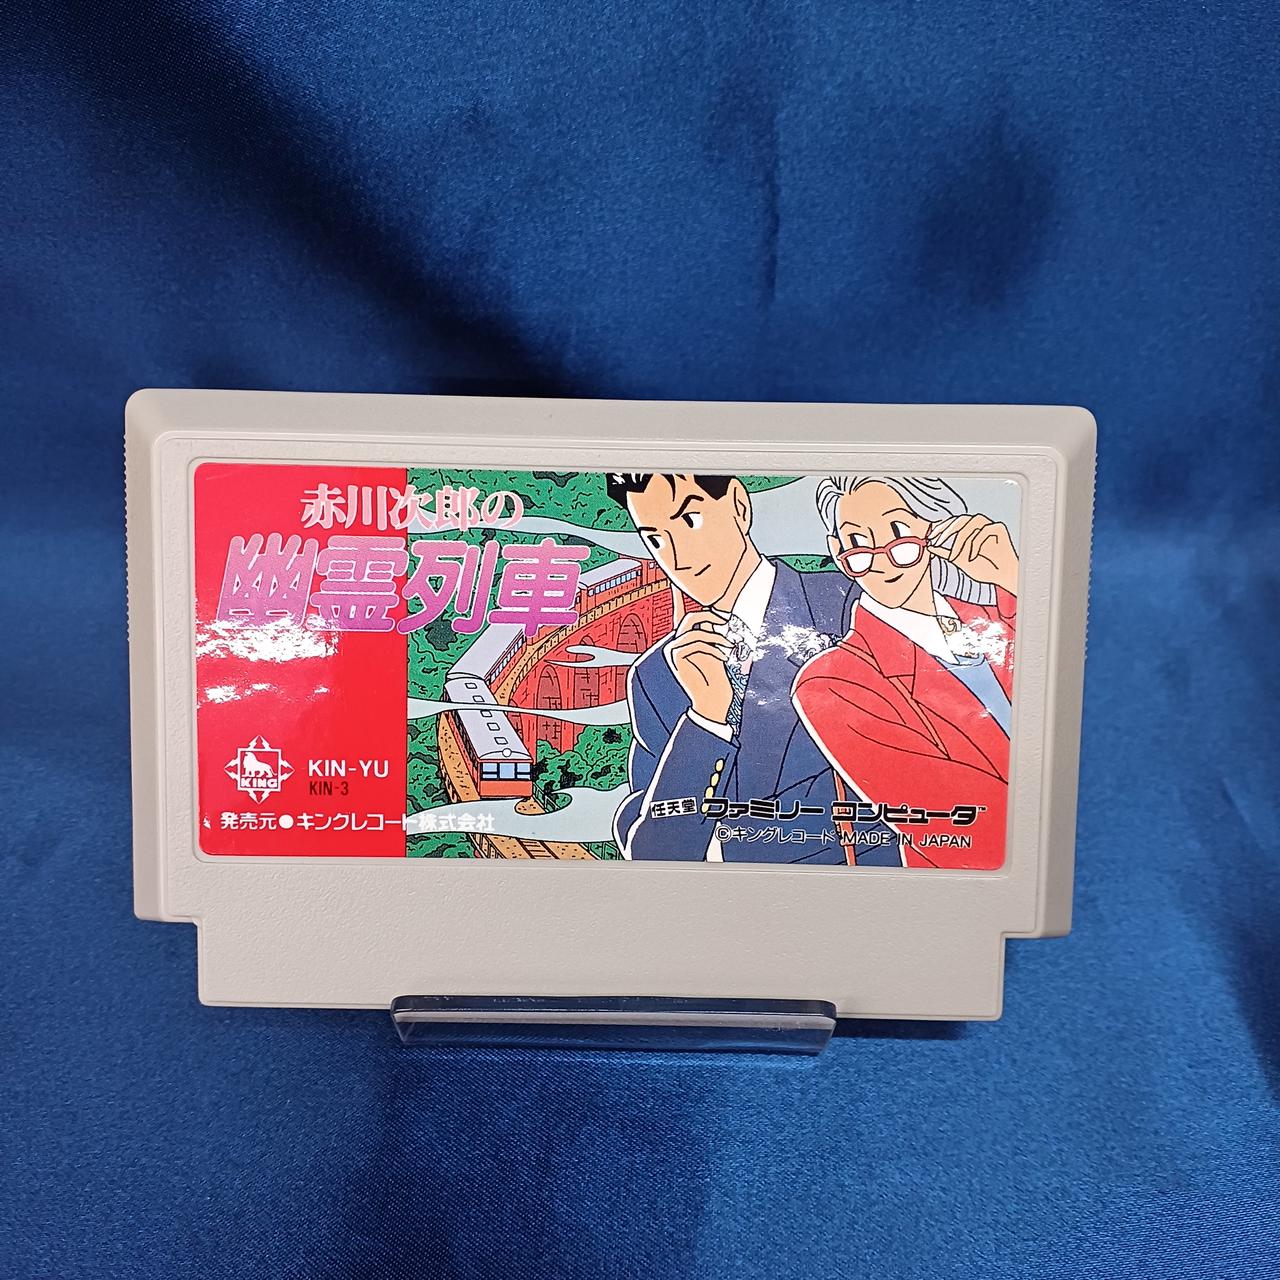 赤川次郎の
幽霊列車
KING
KIN-YU
KIN-3
発売元●キングレコード株式会社
任天堂 ファミリー コンピュータ™
©キングレコード MADE IN JAPAN